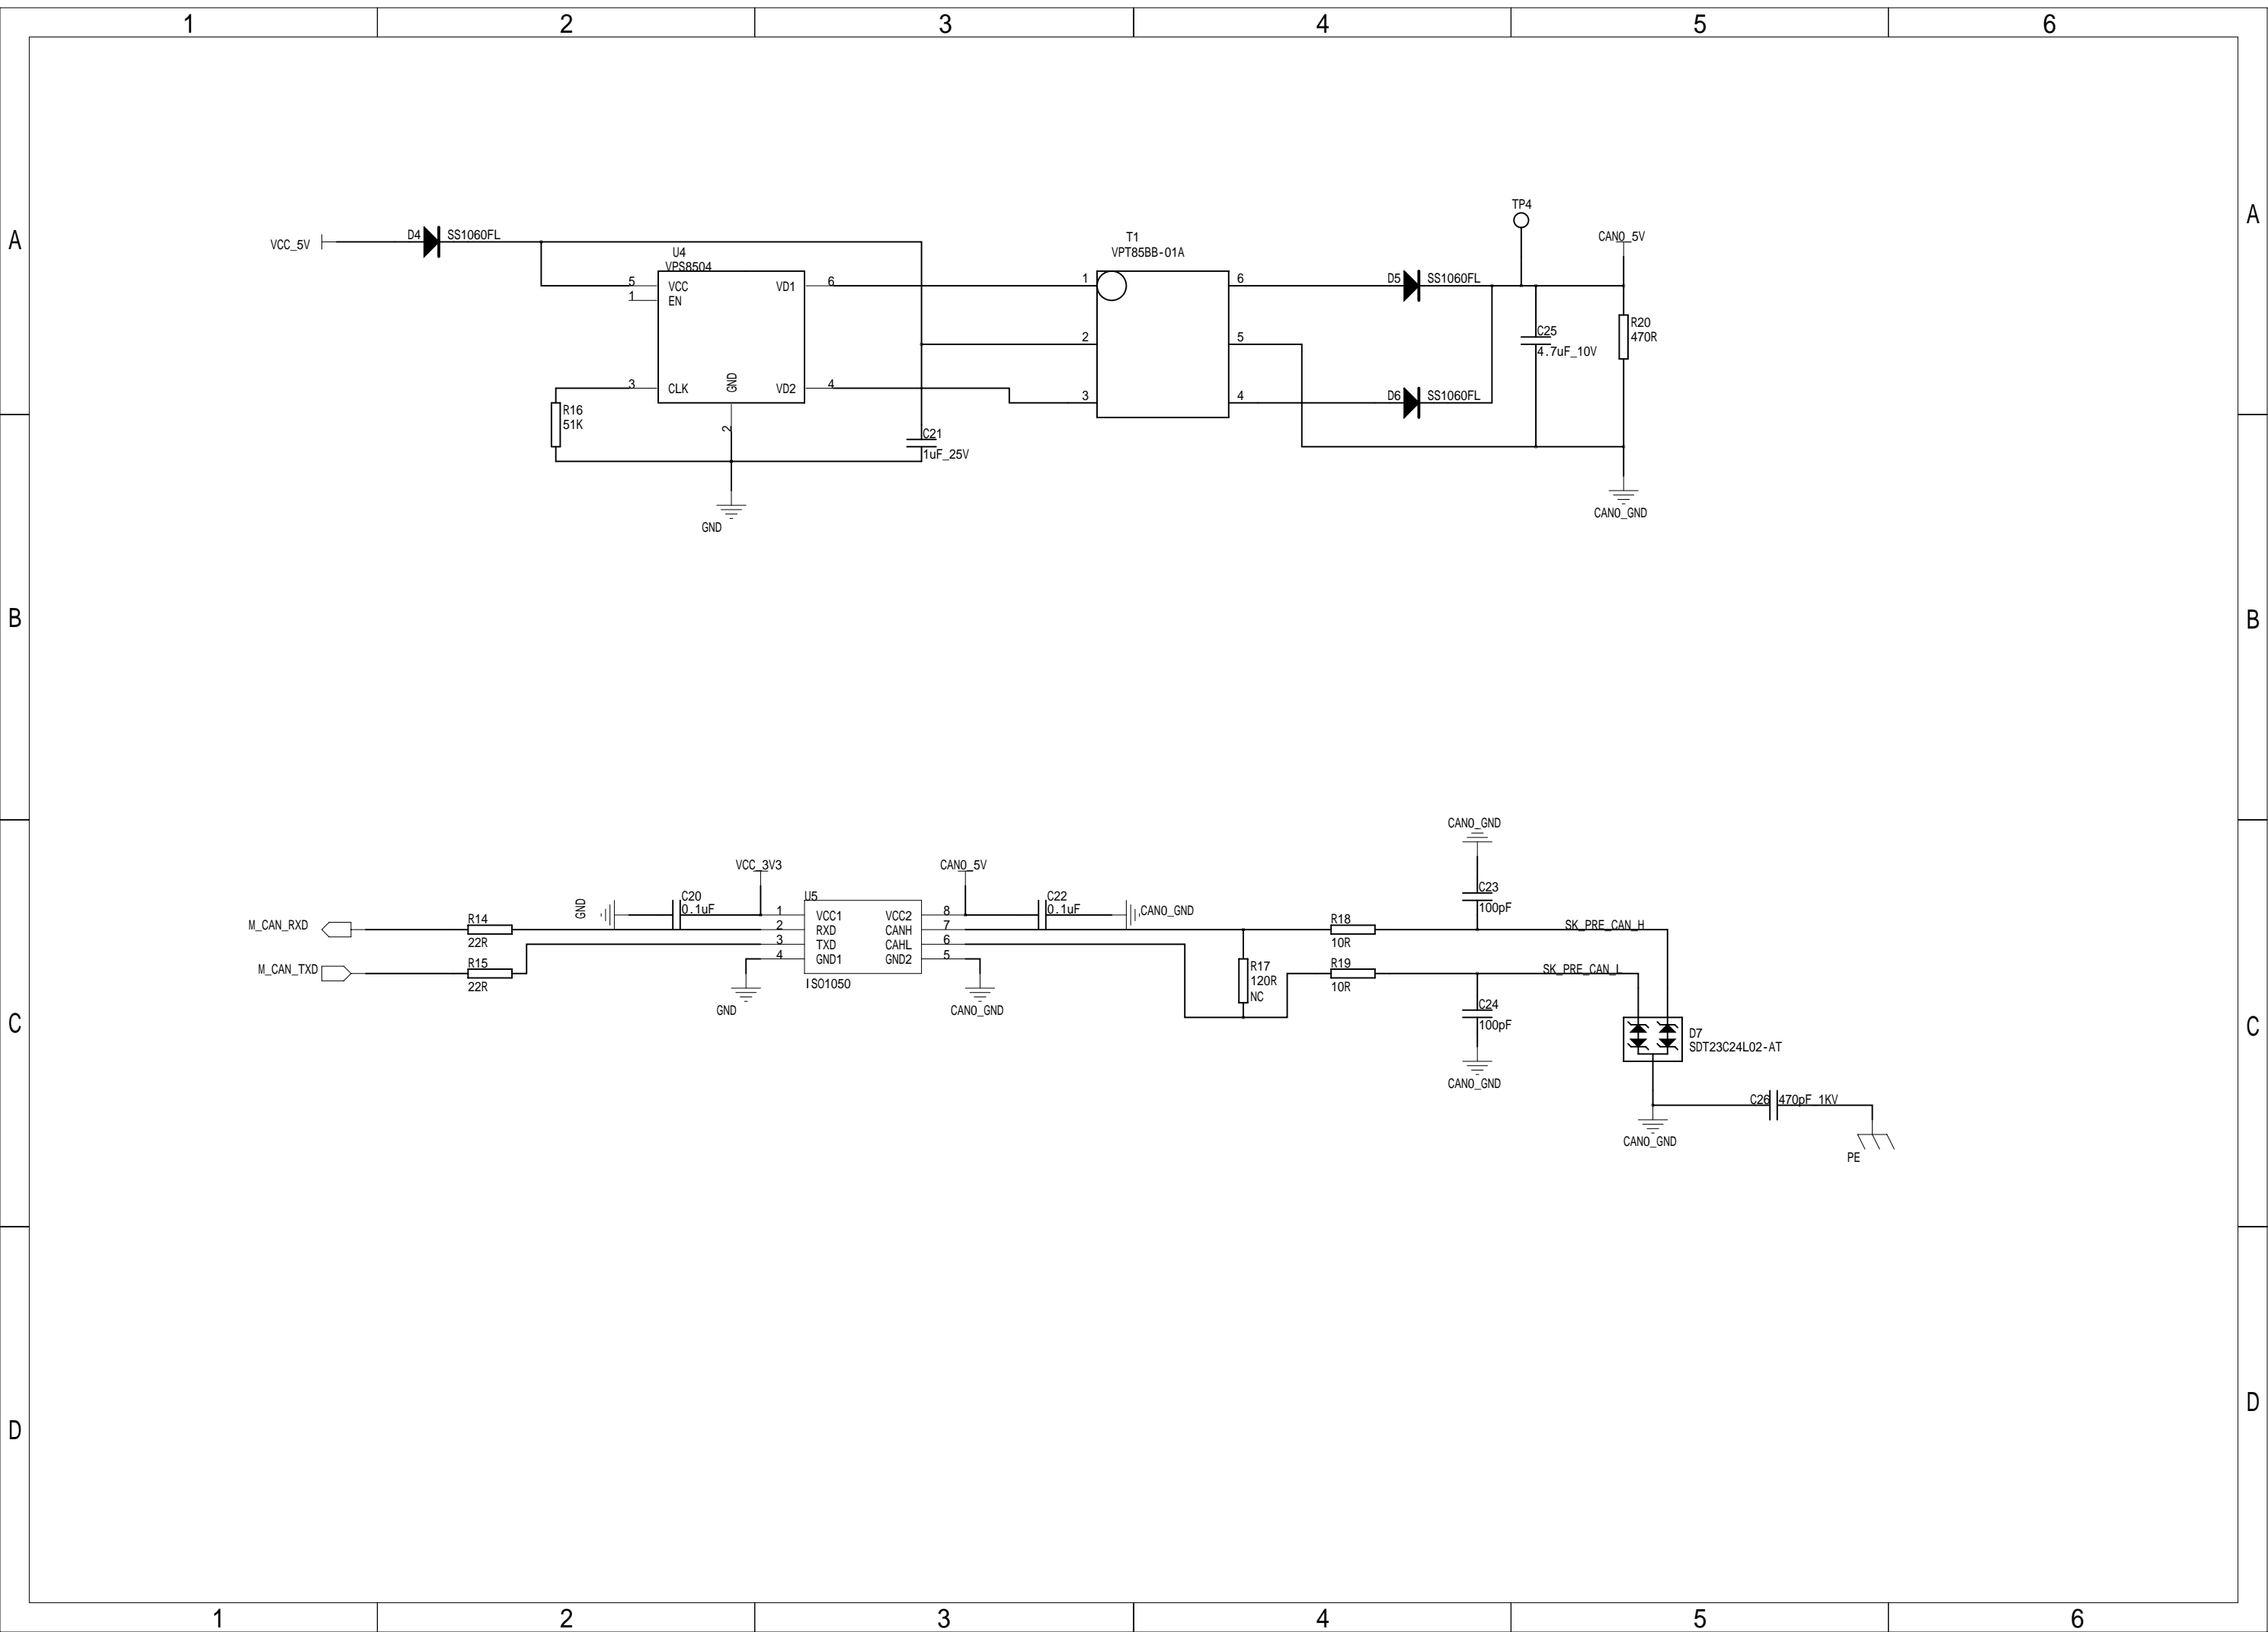 1 2 3 4 5 6
A A
TP4
VCC_5V
D4 SS1060FL
U4
VPS8504
T1
VPT85BB-01A
CAN0_5V
5 VCC VD1 6
1 EN
1 6
D5 SS1060FL
2 5
C25
4.7uF_10V
R20
470R
3 CLK GND VD2 4
3 4
D6 SS1060FL
R16
51K
2
C21
1uF_25V
GND
CAN0_GND
B B
CAN0_GND
VCC_3V3
CAN0_5V
GND
C20
0.1uF
U5
C22
0.1uF
CAN0_GND
C23
100pF
1 VCC1 VCC2 8
2 RXD CANH 7
3 TXD CAHL 6
4 GND1 GND2 5
ISO1050
M_CAN_RXD
R14
22R
M_CAN_TXD
R15
22R
GND
CAN0_GND
R17
120R
NC
R18
10R
R19
10R
SK_PRE_CAN_H
SK_PRE_CAN_L
C24
100pF
CAN0_GND
C C
D7
SDT23C24L02-AT
C26 470pF_1KV
CAN0_GND
PE
D D
1 2 3 4 5 6